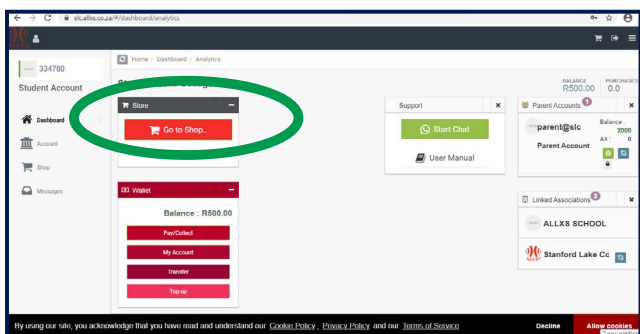 slc.allxs.co.za/#/dashboard/analytics
Home / Dashboard / Analytics
334780
Student Account
BALANCE
R500.00
PURCHASES
0.0
Dashboard
Account
Shop
Messages
Store
Go to Shop..
Wallet
Balance : R500.00
Pay/Collect
My Account
Transfer
Top-up
Support
Start Chat
User Manual
Parent Accounts 1
parent@slc
Parent Account
Balance :
2000
AX : 0
Linked Associations
ALLXS SCHOOL
Stanford Lake Cc
By using our site, you acknowledge that you have read and understand our Cookie Policy , Privacy Policy and our Terms of Service
Decline
Allow cookies